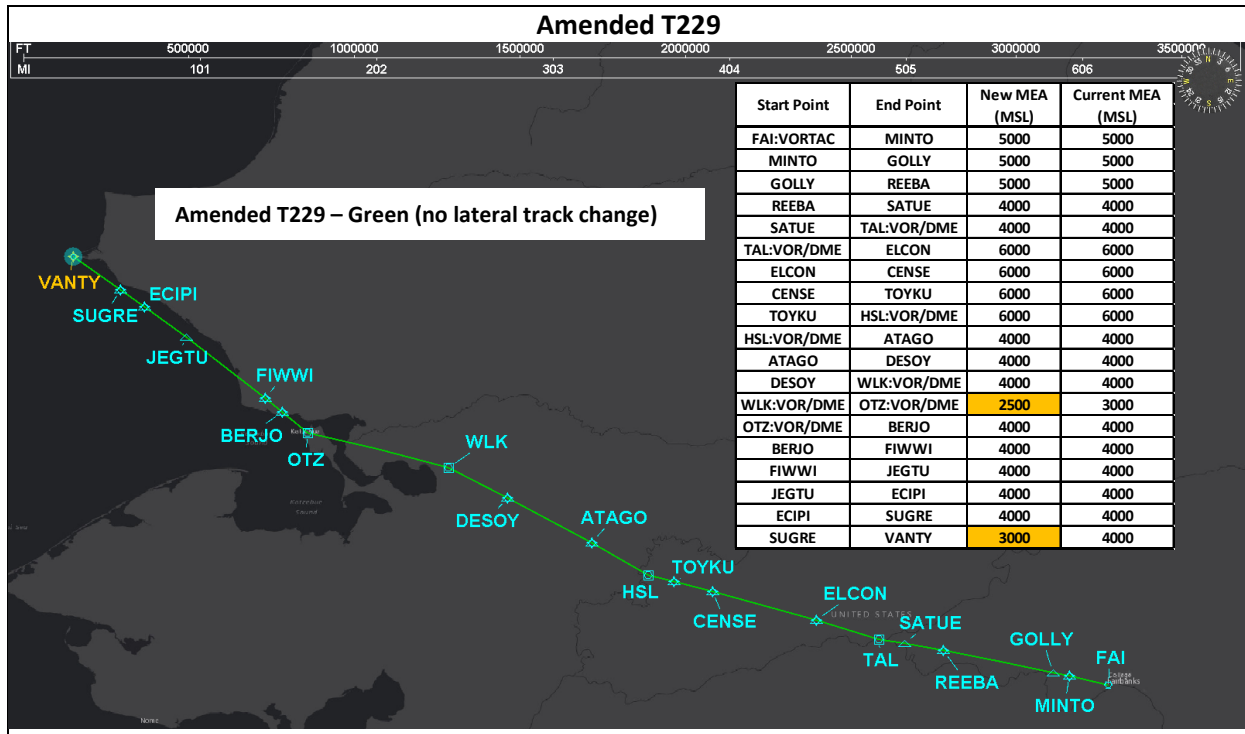 Amended T229
FT 500000 1000000 1500000 2000000 2500000 3000000 3500000
MI 101 202 303 404 505 606
N
E
S
W
Start Point End Point New MEA (MSL) Current MEA (MSL)
FAI:VORTAC MINTO 5000 5000
MINTO GOLLY 5000 5000
GOLLY REEBA 5000 5000
REEBA SATUE 4000 4000
SATUE TAL:VOR/DME 4000 4000
TAL:VOR/DME ELCON 6000 6000
ELCON CENSE 6000 6000
CENSE TOYKU 6000 6000
TOYKU HSL:VOR/DME 6000 6000
HSL:VOR/DME ATAGO 4000 4000
ATAGO DESOY 4000 4000
DESOY WLK:VOR/DME 4000 4000
WLK:VOR/DME OTZ:VOR/DME 2500 3000
OTZ:VOR/DME BERJO 4000 4000
BERJO FIWWI 4000 4000
FIWWI JEGTU 4000 4000
JEGTU ECIPI 4000 4000
ECIPI SUGRE 4000 4000
SUGRE VANTY 3000 4000
Amended T229 – Green (no lateral track change)
VANTY
ECIPI
SUGRE
JEGTU
FIWWI
BERJO
OTZ
WLK
Kotzebue
Sound
DESOY
ATAGO
TOYKU
HSL
CENSE
ELCON
UNITED STATES
SATUE
TAL
REEBA
GOLLY
FAI
College
Fairbanks
MINTO
Nome